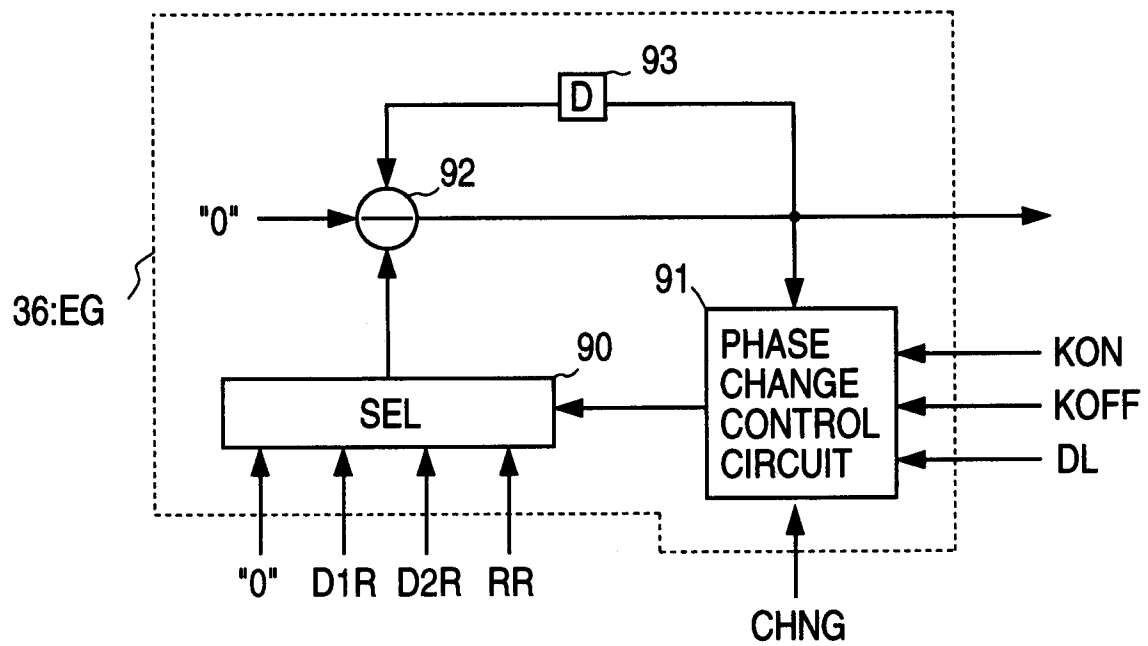 93
D
92
"0"
36:EG
91
90
PHASE
CHANGE
CONTROL
CIRCUIT
KON
KOFF
DL
SEL
"0" D1R D2R RR
CHNG